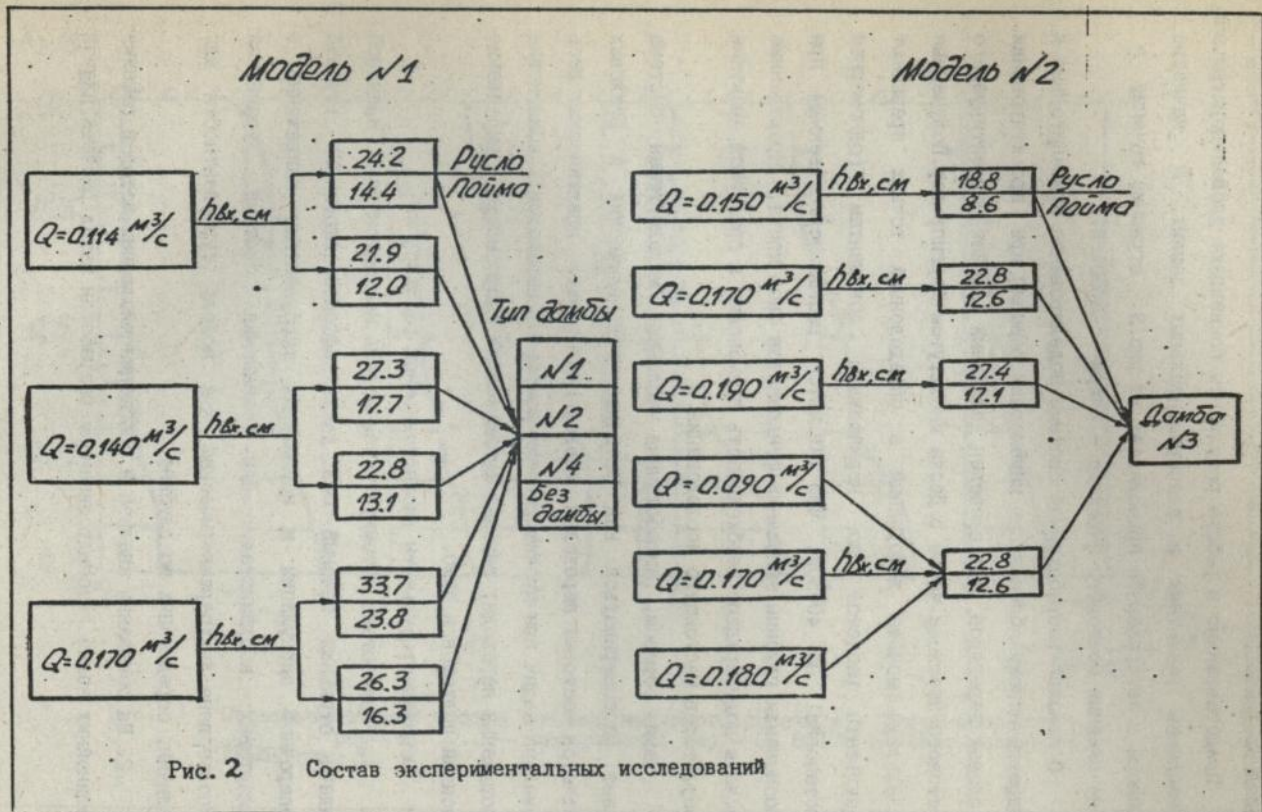 Модель №1
Q=0.114 м³/с
hвх, см
24.2
14.4
Русло
Пойма
21.9
12.0
Q=0.140 м³/с
hвх, см
27.3
17.7
22.8
13.1
Q=0.170 м³/с
hвх, см
33.7
23.8
26.3
16.3
Тип дамбы
№1
№2
№4
Без
дамбы
Модель №2
Q=0.150 м³/с
hвх, см
18.8
8.6
Русло
Пойма
Q=0.170 м³/с
hвх, см
22.8
12.6
Q=0.190 м³/с
hвх, см
27.4
17.1
Q=0.090 м³/с
Q=0.170 м³/с
hвх, см
22.8
12.6
Q=0.180 м³/с
Дамба
№3
Рис. 2 Состав экспериментальных исследований